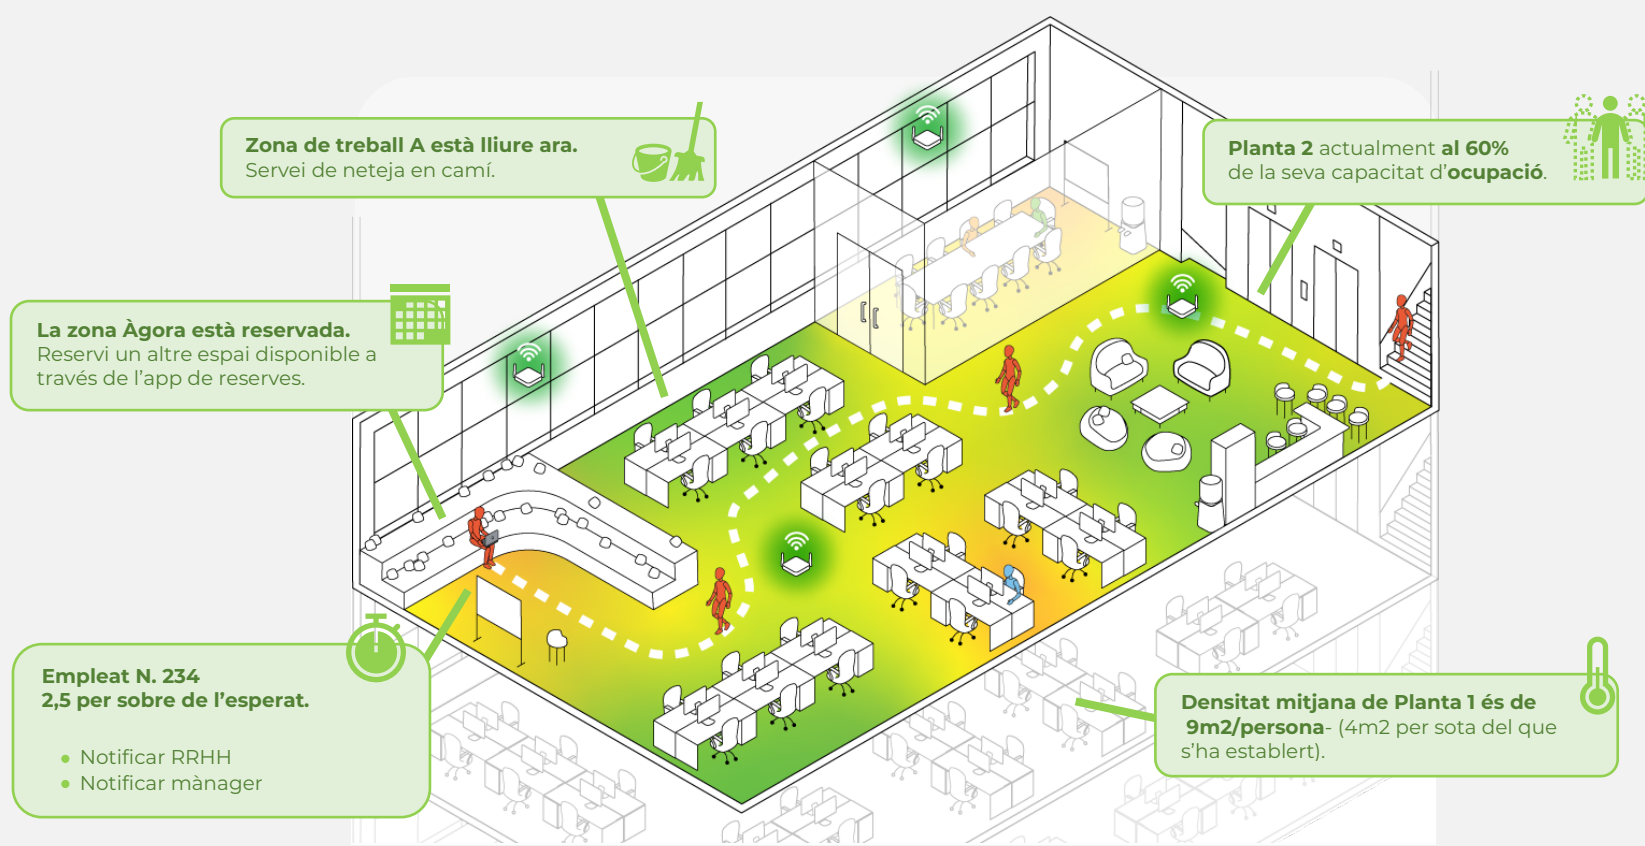 Zona de treball A està lliure ara.
Servei de neteja en camí.
Planta 2 actualment al 60%
de la seva capacitat d'ocupació.
La zona Àgora està reservada.
Reservi un altre espai disponible a
través de l'app de reserves.
Empleat N. 234
2,5 per sobre de l'esperat.
• Notificar RRHH
• Notificar mànager
Densitat mitjana de Planta 1 és de
9m2/persona- (4m2 per sota del que
s'ha establert).